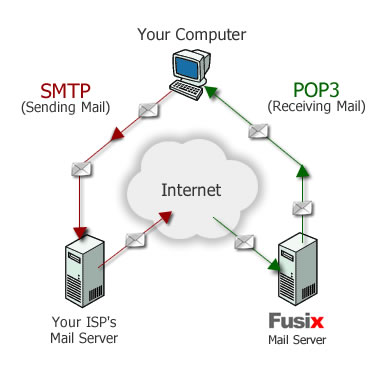 Your Computer
SMTP
(Sending Mail)
POP3
(Receiving Mail)
Internet
Your ISP's
Mail Server
Fusix
Mail Server